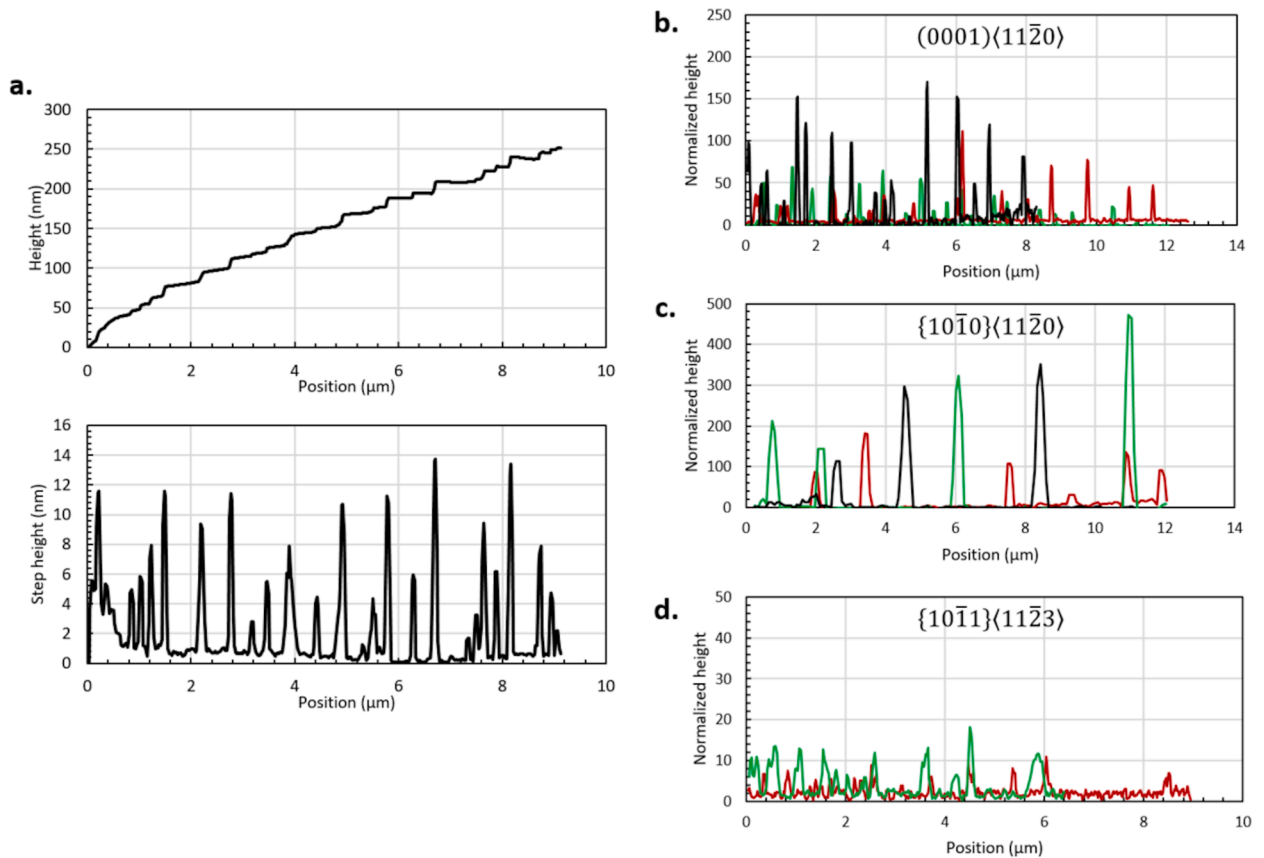 a.
300
250
200
150
100
50
0
Height (nm)
0 2 4 6 8 10
Position (μm)
16
14
12
10
8
6
4
2
0
Step height (nm)
0 2 4 6 8 10
Position (μm)
b.
(0001)⟨112̄0⟩
250
200
150
100
50
0
Normalized height
0 2 4 6 8 10 12 14
Position (μm)
c.
{101̄0}⟨112̄0⟩
500
400
300
200
100
0
Normalized height
0 2 4 6 8 10 12 14
Position (μm)
d.
{101̄1}⟨112̄3⟩
50
40
30
20
10
0
Normalized height
0 2 4 6 8 10
Position (μm)